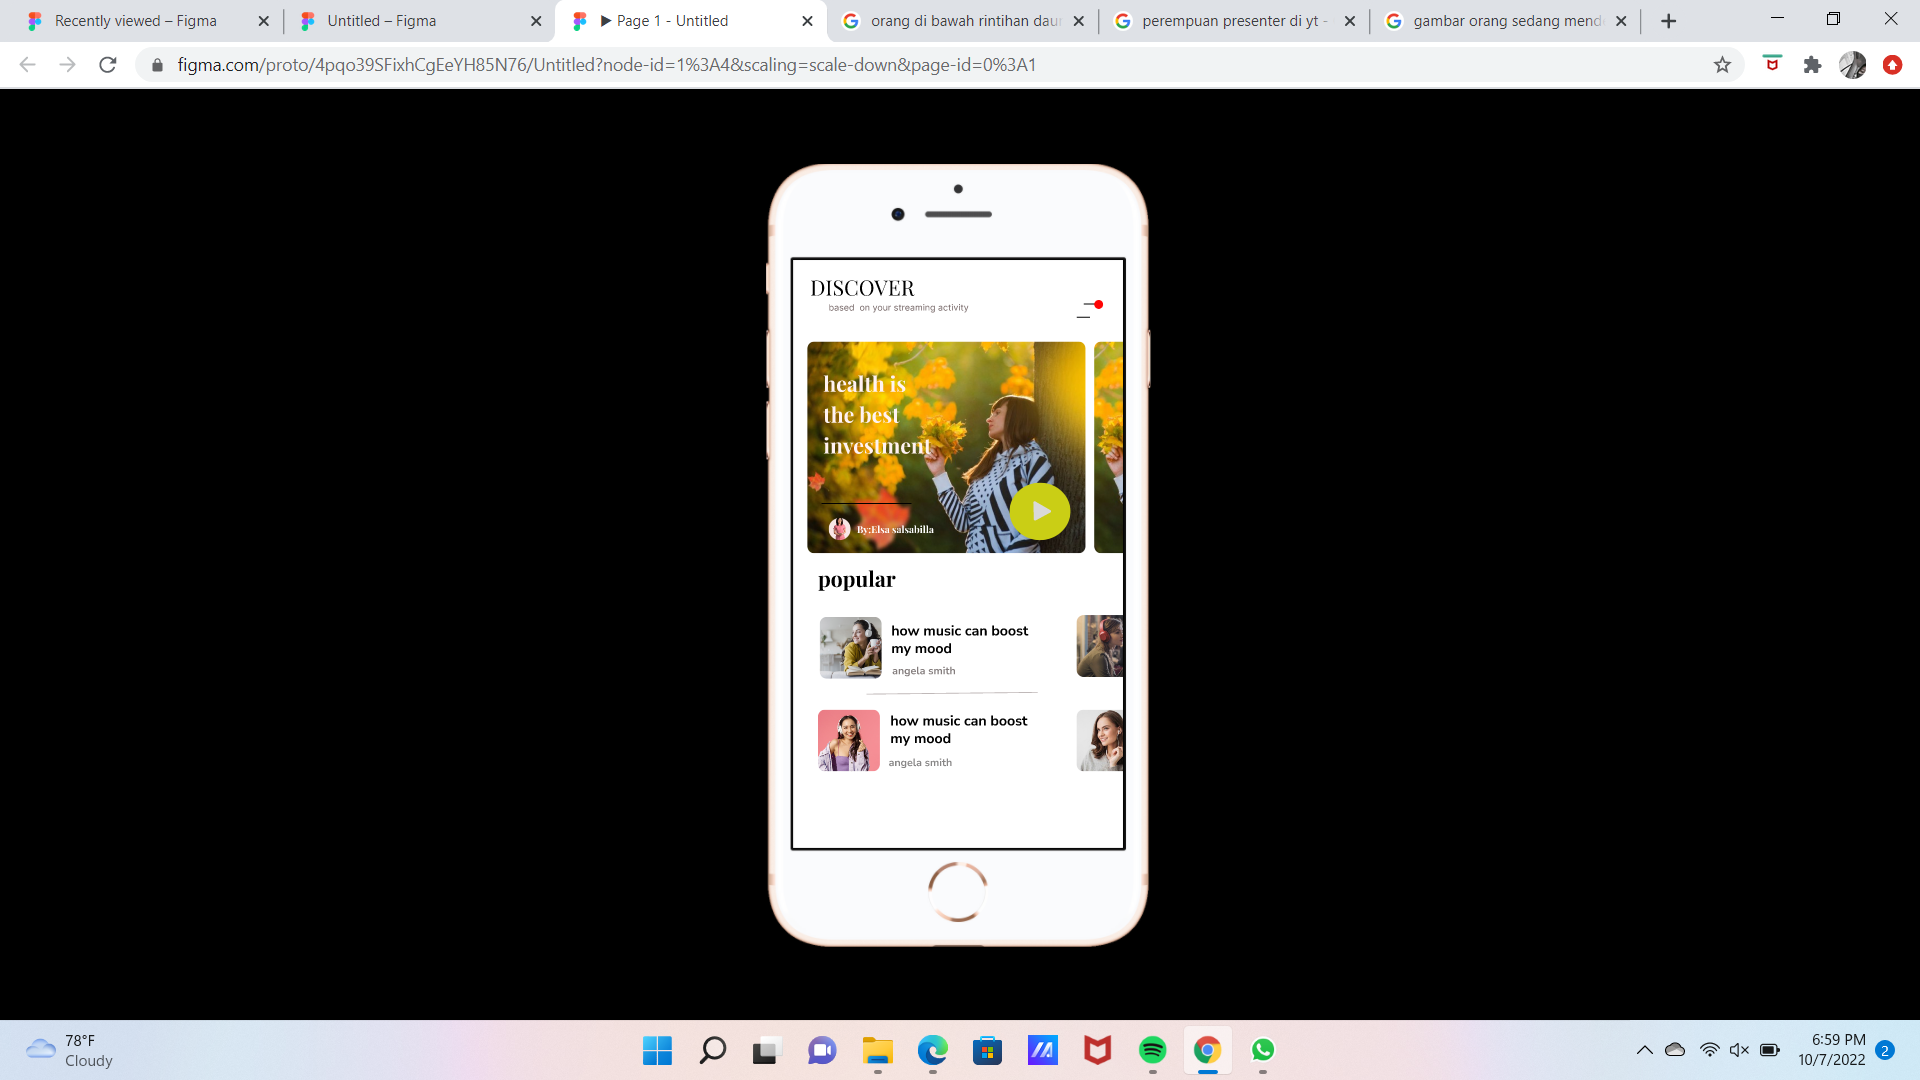 Recently viewed – Figma
Untitled – Figma
Page 1 - Untitled
orang di bawah rintihan dau
perempuan presenter di yt -
gambar orang sedang mend
figma.com/proto/4pqo39SFixhCgEeYH85N76/Untitled?node-id=1%3A4&scaling=scale-down&page-id=0%3A1
DISCOVER
based on your streaming activity
health is
the best
investment
By:Elsa salsabilla
popular
how music can boost
my mood
angela smith
how music can boost
my mood
angela smith
78°F
Cloudy
6:59 PM
10/7/2022
2